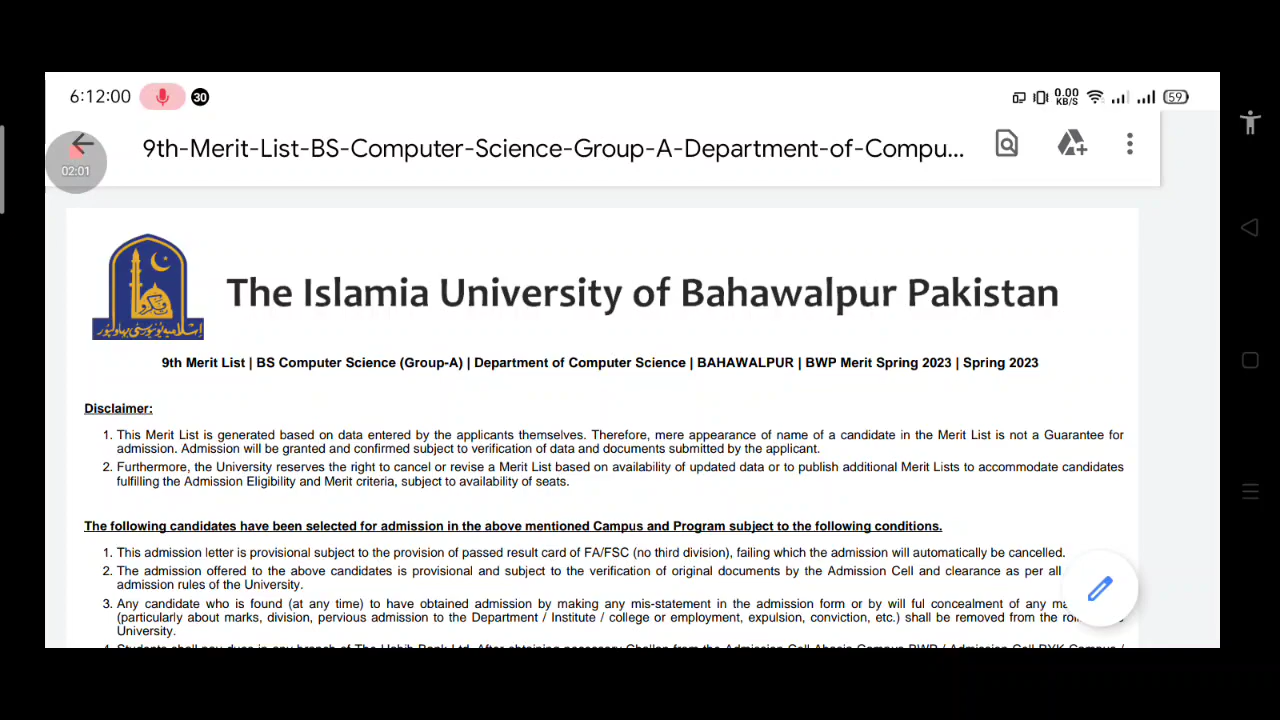 6:12:00 30 0.00 KB/S 59
02:01
9th-Merit-List-BS-Computer-Science-Group-A-Department-of-Compu...
اسلامیہ یونیورسٹی بہاولپور
The Islamia University of Bahawalpur Pakistan
9th Merit List | BS Computer Science (Group-A) | Department of Computer Science | BAHAWALPUR | BWP Merit Spring 2023 | Spring 2023
Disclaimer:
1. This Merit List is generated based on data entered by the applicants themselves. Therefore, mere appearance of name of a candidate in the Merit List is not a Guarantee for
admission. Admission will be granted and confirmed subject to verification of data and documents submitted by the applicant.
2. Furthermore, the University reserves the right to cancel or revise a Merit List based on availability of updated data or to publish additional Merit Lists to accommodate candidates
fulfilling the Admission Eligibility and Merit criteria, subject to availability of seats.
The following candidates have been selected for admission in the above mentioned Campus and Program subject to the following conditions.
1. This admission letter is provisional subject to the provision of passed result card of FA/FSC (no third division), failing which the admission will automatically be cancelled.
2. The admission offered to the above candidates is provisional and subject to the verification of original documents by the Admission Cell and clearance as per all
admission rules of the University.
3. Any candidate who is found (at any time) to have obtained admission by making any mis-statement in the admission form or by will ful concealment of any
(particularly about marks, division, pervious admission to the Department / Institute / college or employment, expulsion, conviction, etc.) shall be removed from the
University.